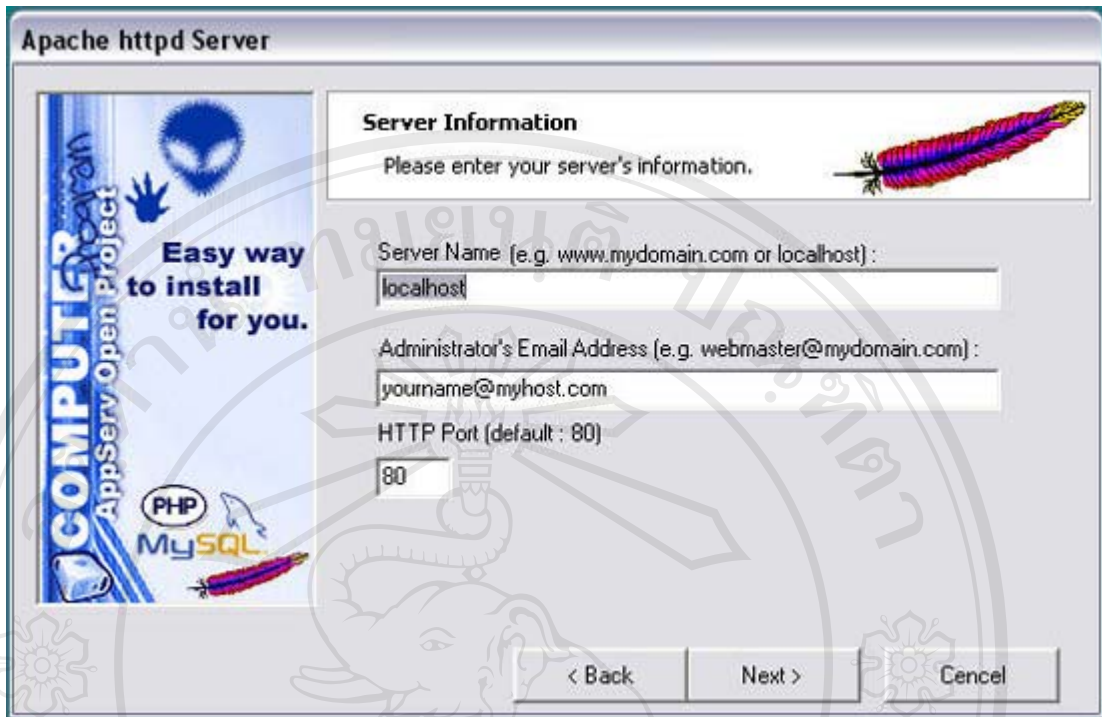 Apache httpd Server
COMPUTER
AppServ Open Project
Easy way
to install
for you.
PHP
MySQL
Server Information
Please enter your server's information.
Server Name (e.g. www.mydomain.com or localhost) :
localhost
Administrator's Email Address (e.g. webmaster@mydomain.com) :
yourname@myhost.com
HTTP Port (default : 80)
80
< Back
Next >
Cencel